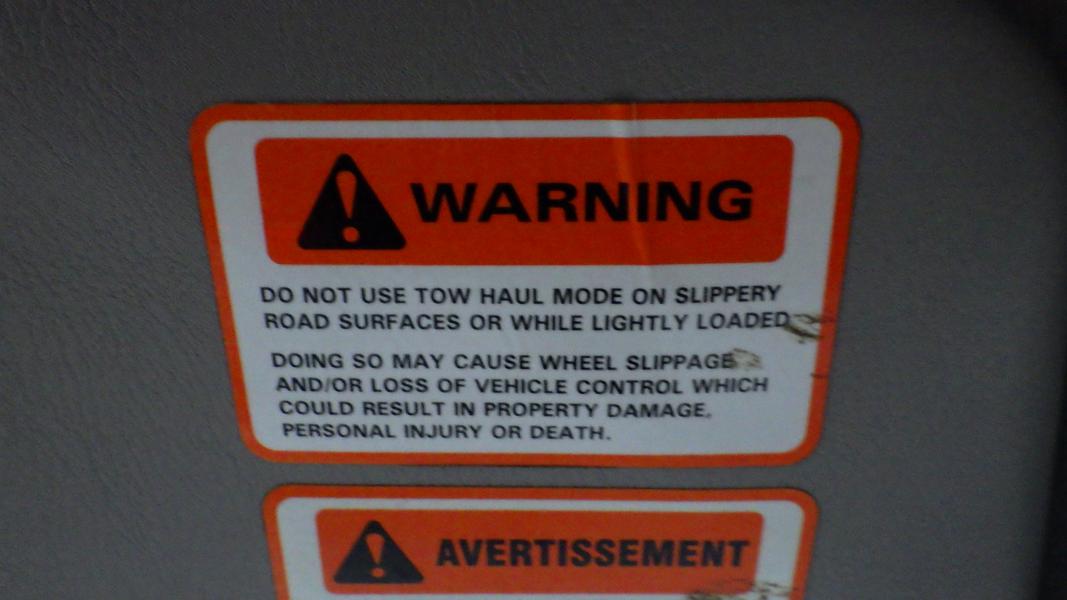 WARNING
DO NOT USE TOW HAUL MODE ON SLIPPERY
ROAD SURFACES OR WHILE LIGHTLY LOADED
DOING SO MAY CAUSE WHEEL SLIPPAGE
AND/OR LOSS OF VEHICLE CONTROL WHICH
COULD RESULT IN PROPERTY DAMAGE,
PERSONAL INJURY OR DEATH.
AVERTISSEMENT